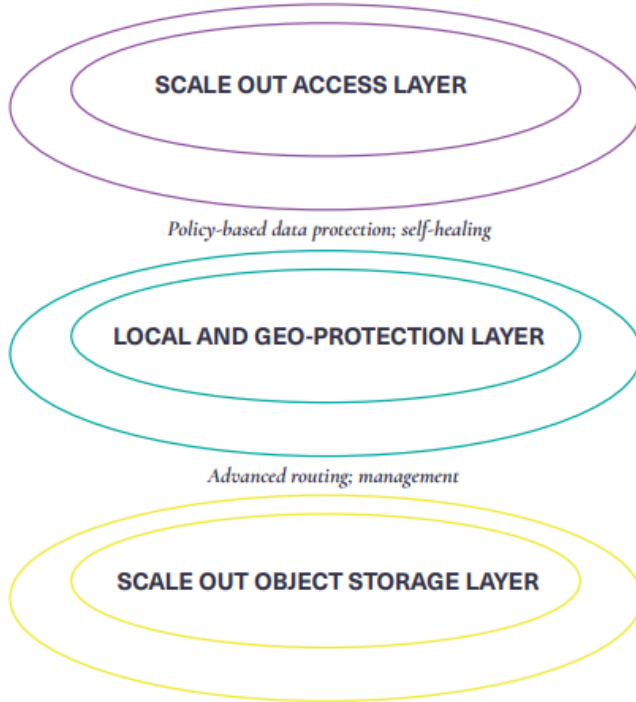 SCALE OUT ACCESS LAYER
Policy-based data protection; self-healing
LOCAL AND GEO-PROTECTION LAYER
Advanced routing; management
SCALE OUT OBJECT STORAGE LAYER